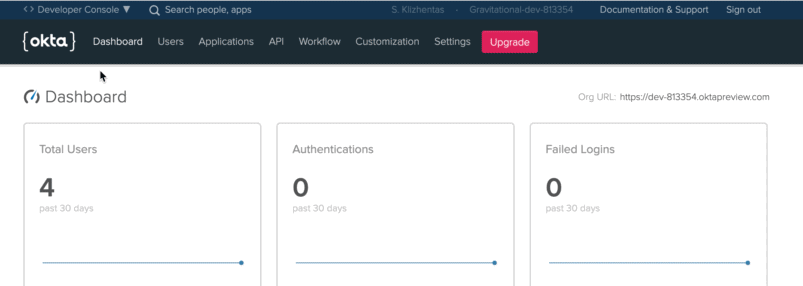 <> Developer Console ▼ Search people, apps S. Klizhentas - Gravitational-dev-813354 Documentation & Support Sign out
{okta} Dashboard Users Applications API Workflow Customization Settings Upgrade
Dashboard Org URL: https://dev-813354.oktapreview.com
Total Users Authentications Failed Logins
4 0 0
past 30 days past 30 days past 30 days